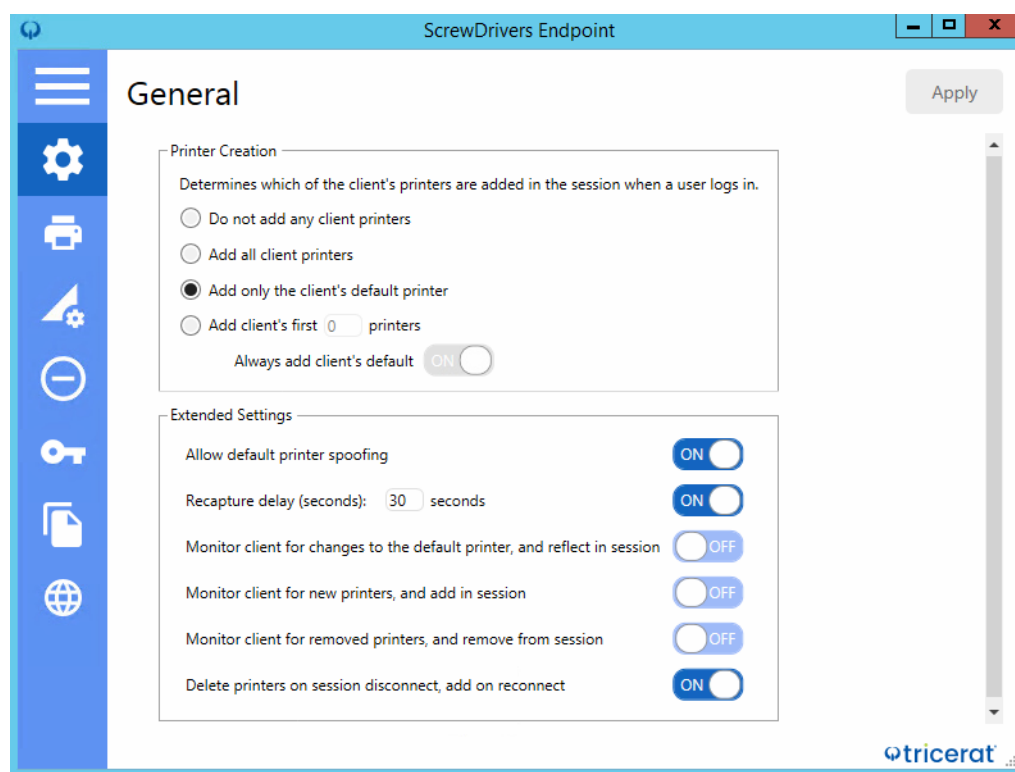 ScrewDrivers Endpoint
General
Apply
Printer Creation
Determines which of the client's printers are added in the session when a user logs in.
Do not add any client printers
Add all client printers
Add only the client's default printer
Add client's first 0 printers
Always add client's default ON
Extended Settings
Allow default printer spoofing ON
Recapture delay (seconds): 30 seconds ON
Monitor client for changes to the default printer, and reflect in session OFF
Monitor client for new printers, and add in session OFF
Monitor client for removed printers, and remove from session OFF
Delete printers on session disconnect, add on reconnect ON
tricerat